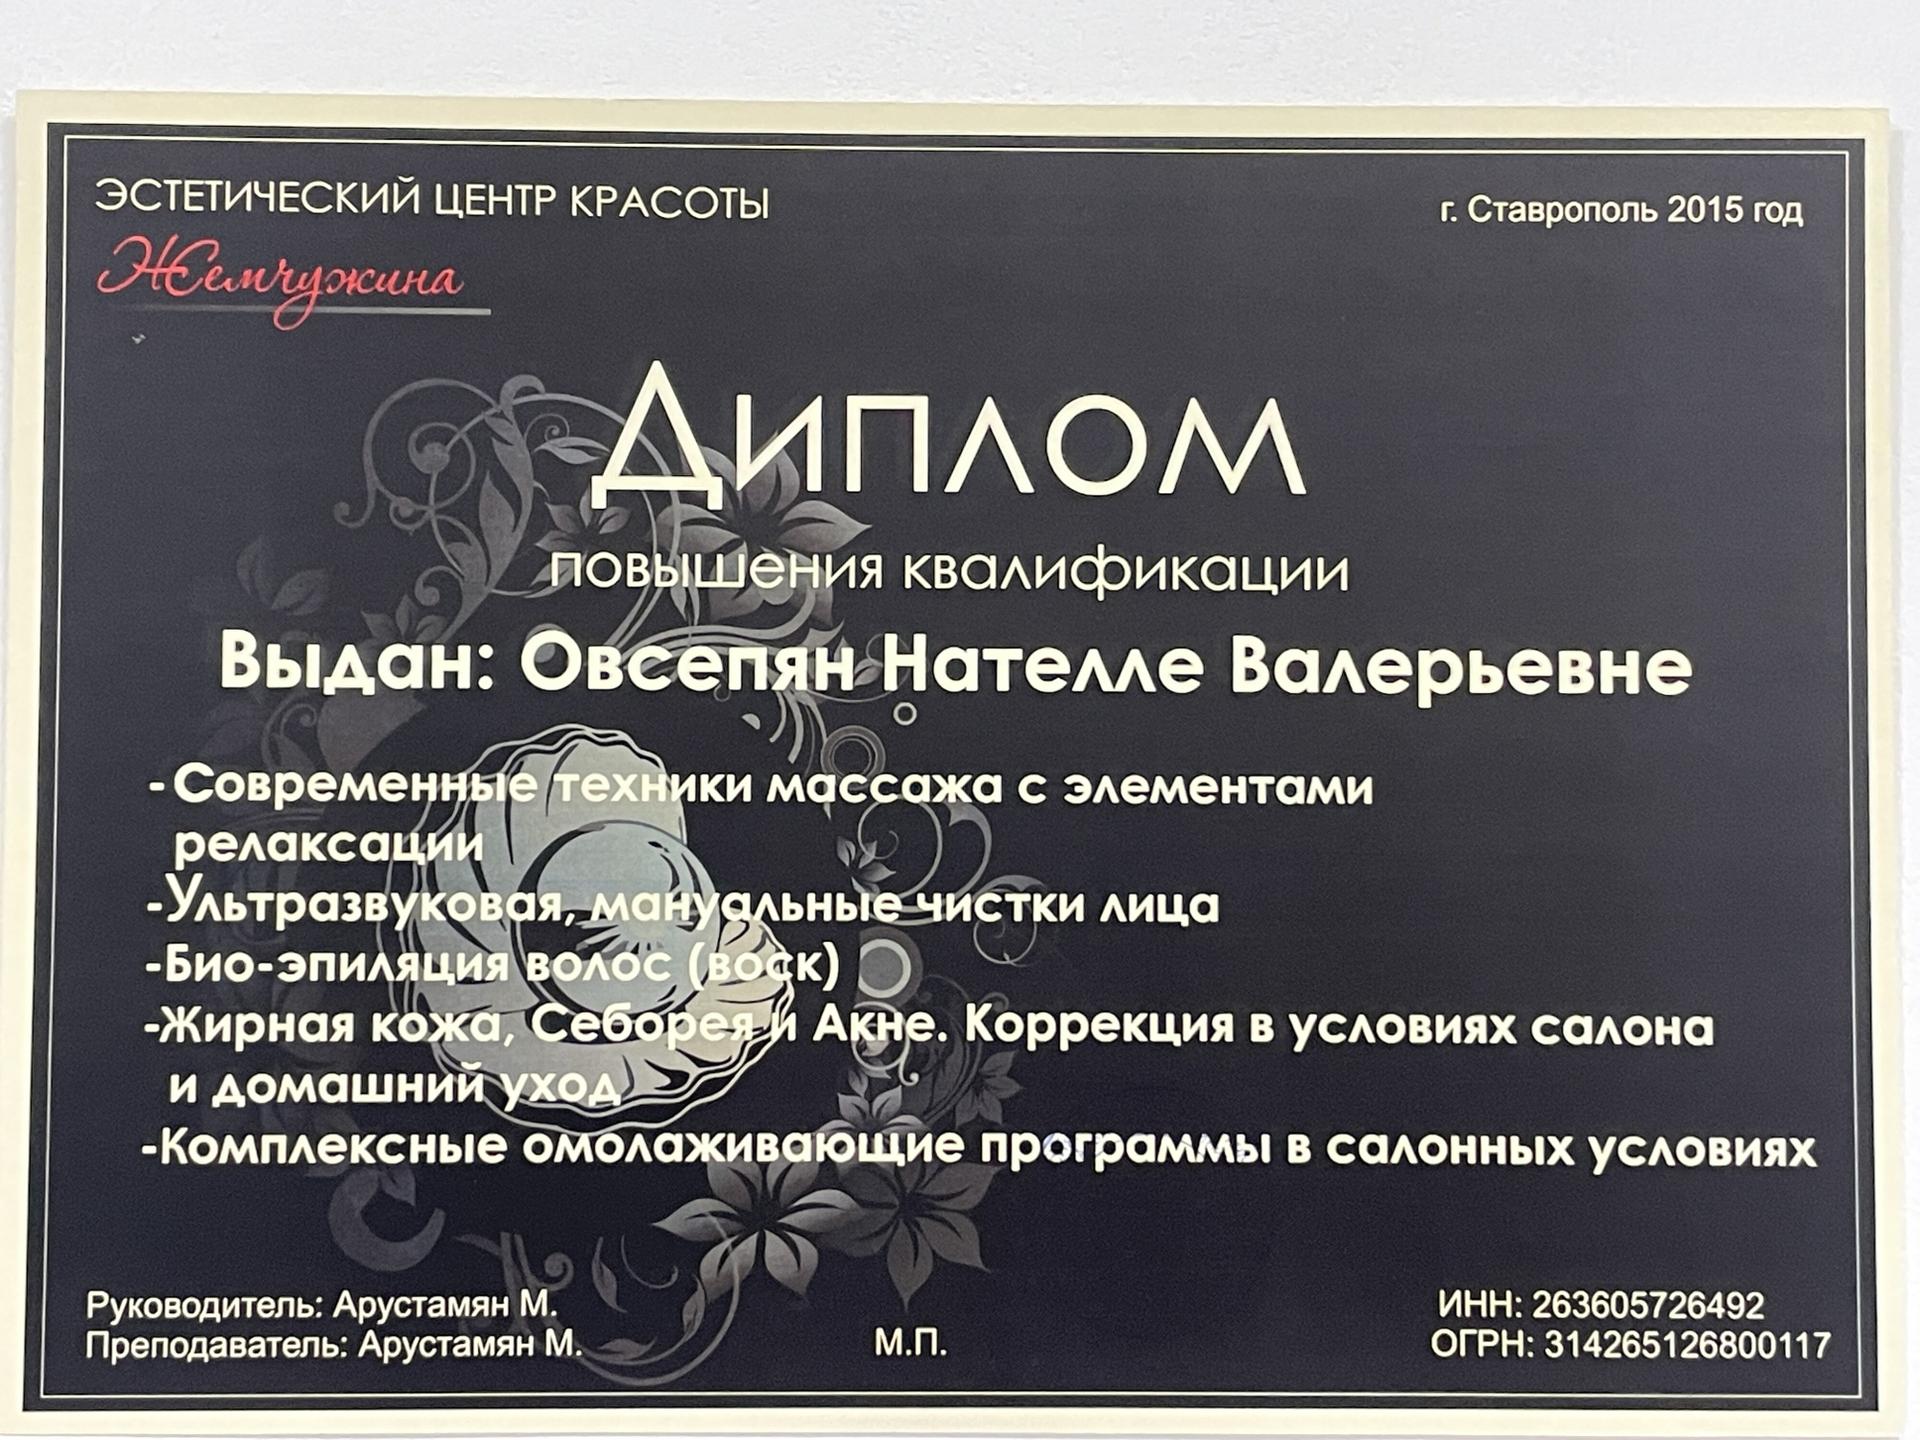 ЭСТЕТИЧЕСКИЙ ЦЕНТР КРАСОТЫ
г. Ставрополь 2015 год
Жемчужина
Диплом
повышения квалификации
Выдан: Овсепян Нателле Валерьевне
- Современные техники массажа с элементами
релаксации
-Ультразвуковая, мануальные чистки лица
-Био-эпиляция волос (воск)
-Жирная кожа, Себорея и Акне. Коррекция в условиях салона
и домашний уход
-Комплексные омолаживающие программы в салонных условиях
Руководитель: Арустамян М.
Преподаватель: Арустамян М.
М.П.
ИНН: 263605726492
ОГРН: 314265126800117